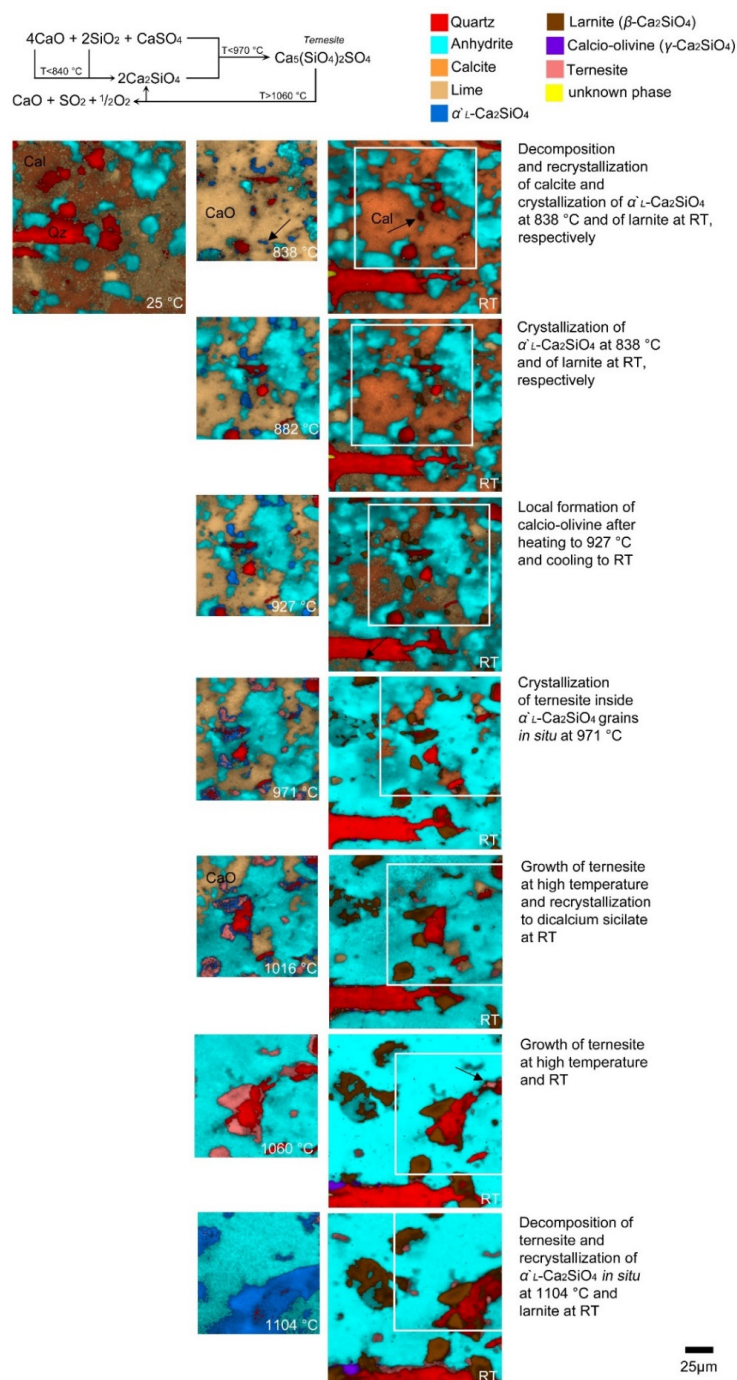 4CaO + 2SiO2 + CaSO4
T<840 °C
2Ca2SiO4
T<970 °C
Ternesite
Ca5(SiO4)2SO4
CaO + SO2 + 1/2O2
T>1060 °C
Quartz
Anhydrite
Calcite
Lime
α`L-Ca2SiO4
Larnite (β-Ca2SiO4)
Calcio-olivine (γ-Ca2SiO4)
Ternesite
unknown phase
Cal
Qz
25 °C
CaO
838 °C
Cal
RT
Decomposition
and recrystallization
of calcite and
crystallization of α`L-Ca2SiO4
at 838 °C and of larnite at RT,
respectively
882 °C
RT
Crystallization of
α`L-Ca2SiO4 at 838 °C
and of larnite at RT,
respectively
927 °C
RT
Local formation of
calcio-olivine after
heating to 927 °C
and cooling to RT
971 °C
RT
Crystallization
of ternesite inside
α`L-Ca2SiO4 grains
in situ at 971 °C
CaO
1016 °C
RT
Growth of ternesite
at high temperature
and recrystallization
to dicalcium sicilate
at RT
1060 °C
RT
Growth of ternesite
at high temperature
and RT
1104 °C
RT
Decomposition of
ternesite and
recrystallization of
α`L-Ca2SiO4 in situ
at 1104 °C and
larnite at RT
25µm